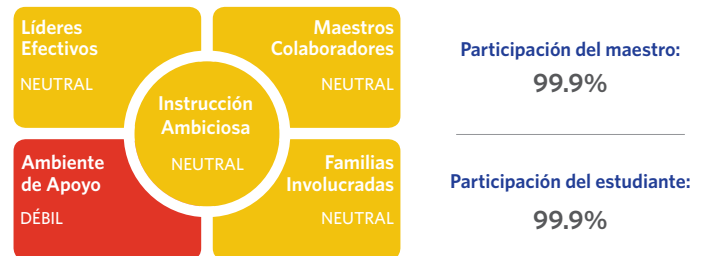 Líderes
Efectivos
NEUTRAL
Maestros
Colaboradores
NEUTRAL
Instrucción
Ambiciosa
NEUTRAL
Ambiente
de Apoyo
DÉBIL
Familias
Involucradas
NEUTRAL
Participación del maestro:
99.9%
Participación del estudiante:
99.9%